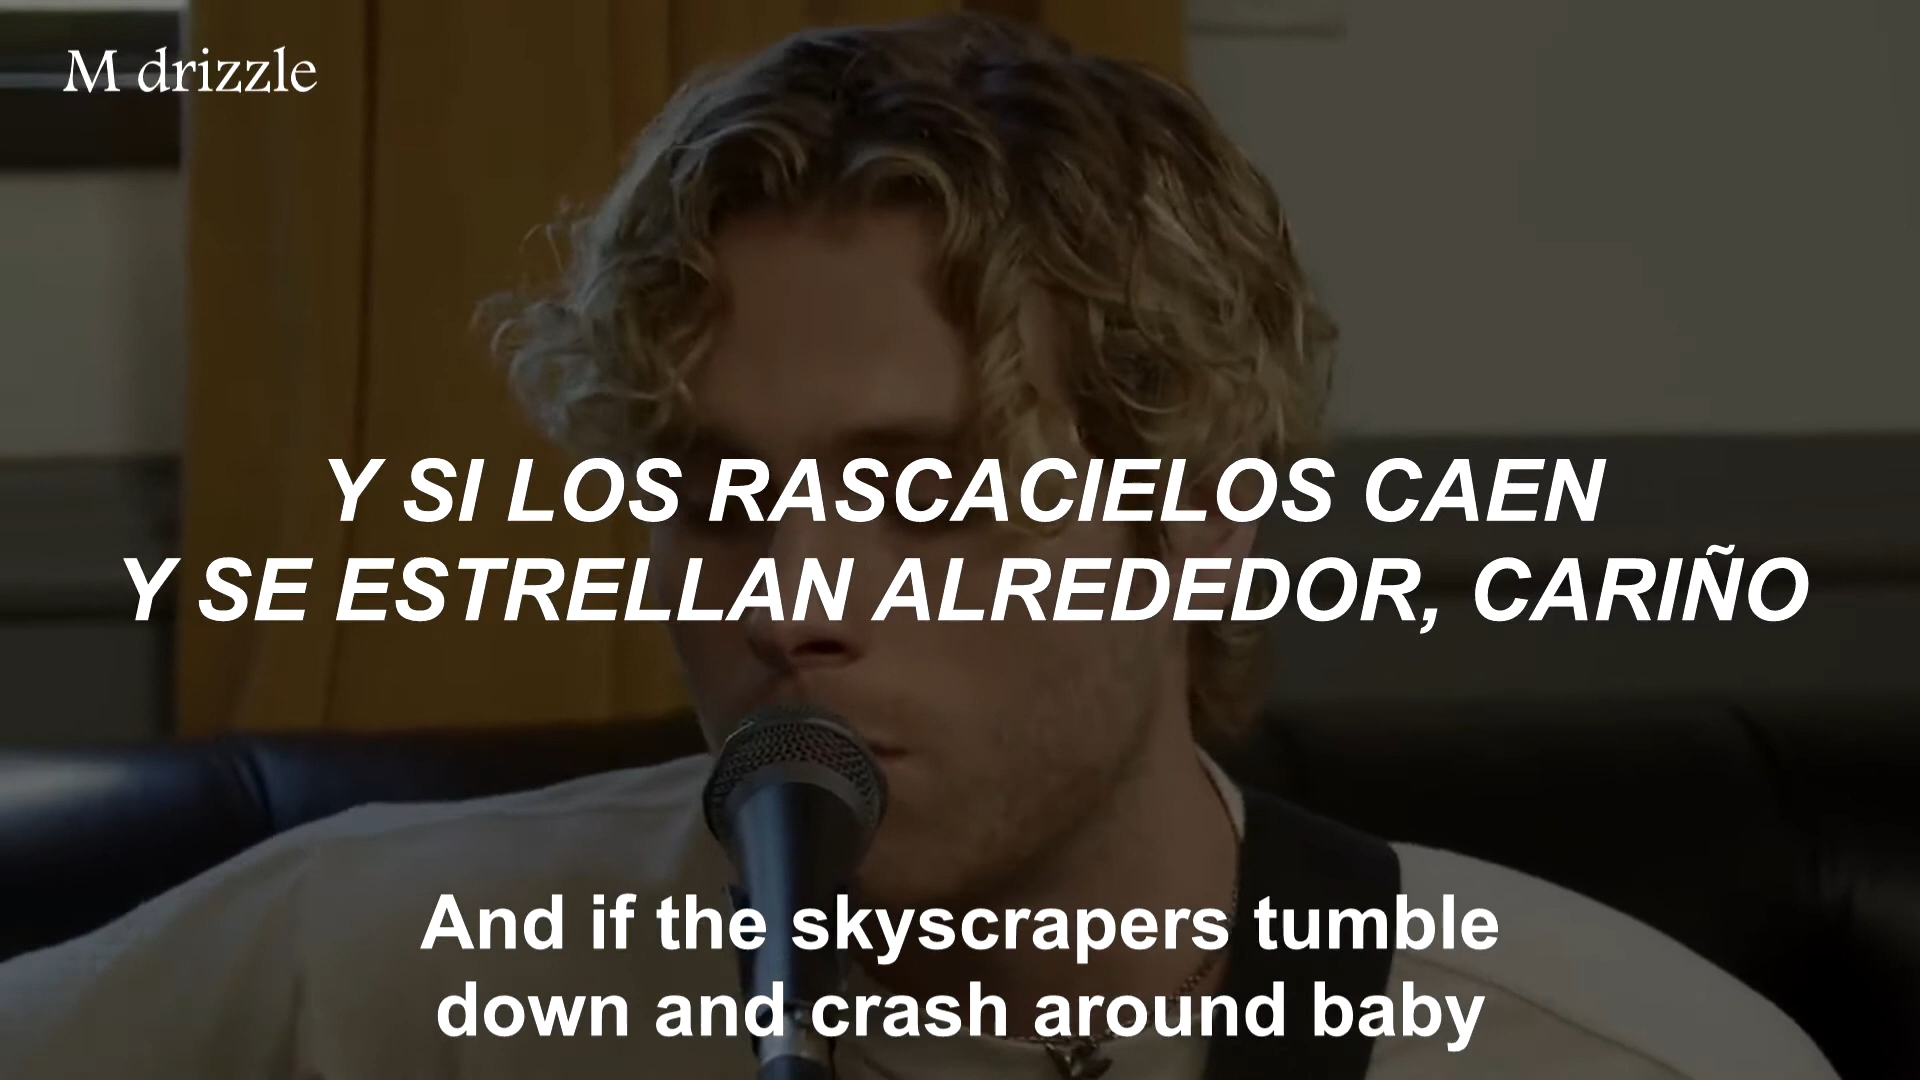 M drizzle
Y SI LOS RASCACIELOS CAEN
Y SE ESTRELLAN ALREDEDOR, CARIÑO
And if the skyscrapers tumble
down and crash around baby